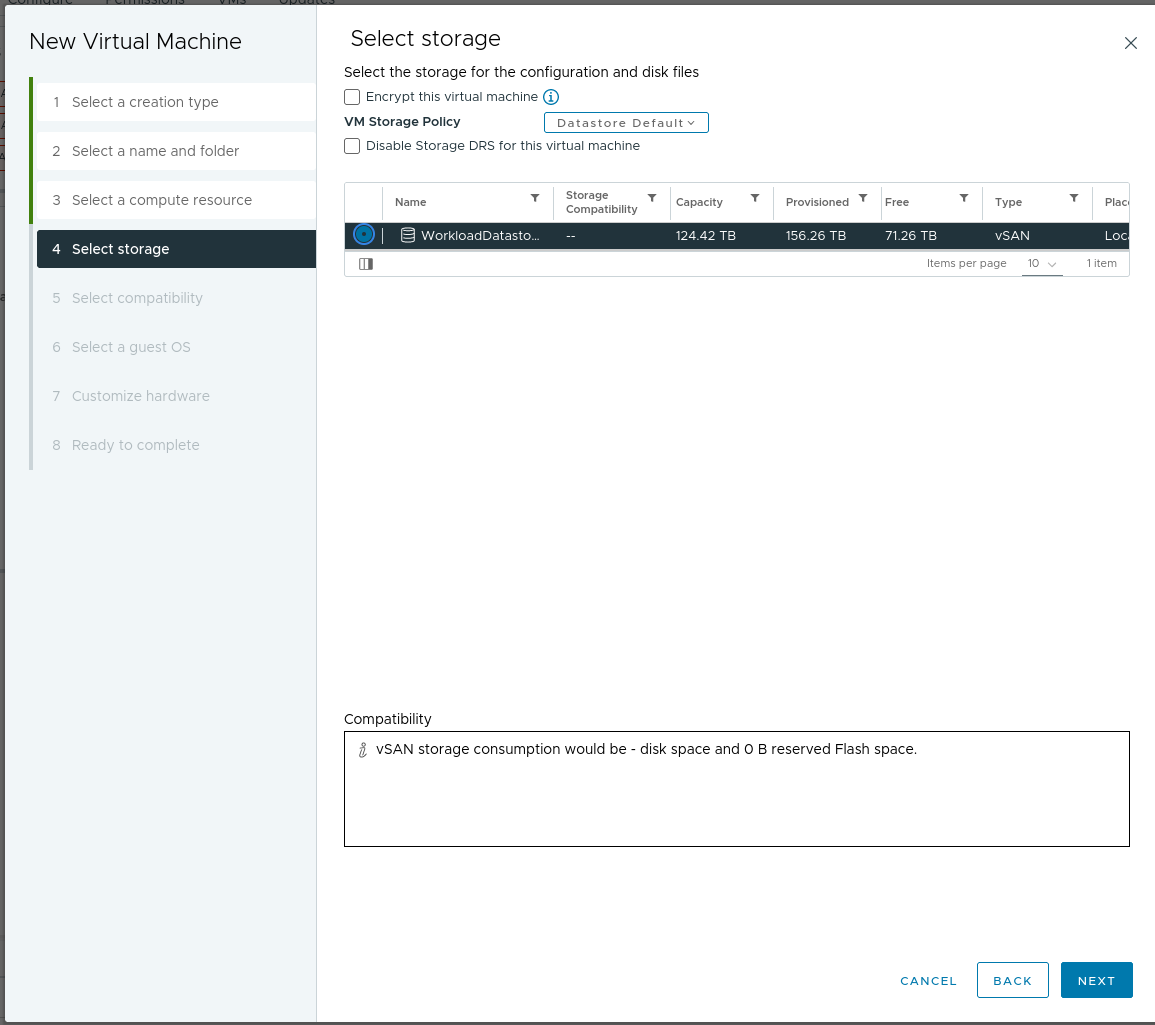 Configure Permissions VMs Updates
New Virtual Machine
1 Select a creation type
2 Select a name and folder
3 Select a compute resource
4 Select storage
5 Select compatibility
6 Select a guest OS
7 Customize hardware
8 Ready to complete
Select storage
Select the storage for the configuration and disk files
Encrypt this virtual machine
VM Storage Policy Datastore Default
Disable Storage DRS for this virtual machine
Name Storage Compatibility Capacity Provisioned Free Type Plac
WorkloadDatasto... -- 124.42 TB 156.26 TB 71.26 TB vSAN Loc
Items per page 10 1 item
Compatibility
vSAN storage consumption would be - disk space and 0 B reserved Flash space.
CANCEL BACK NEXT